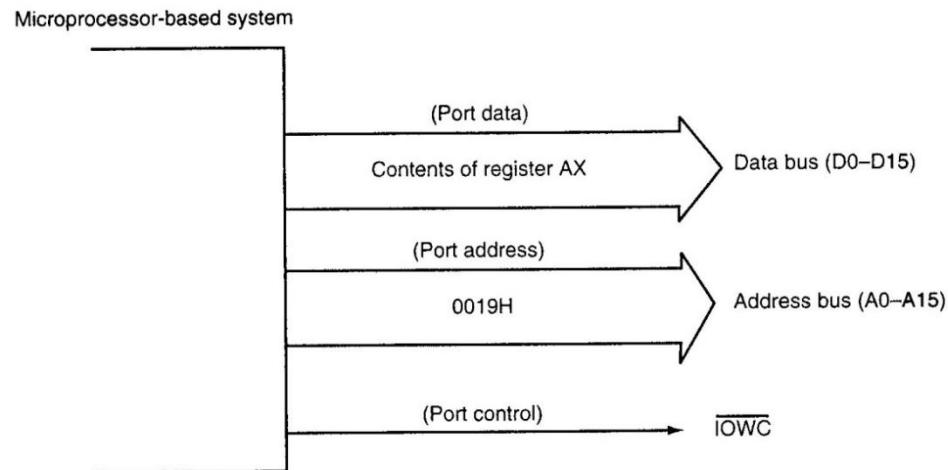 Microprocessor-based system
(Port data)
Contents of register AX
Data bus (D0–D15)
(Port address)
0019H
Address bus (A0–A15)
(Port control)
IOWC